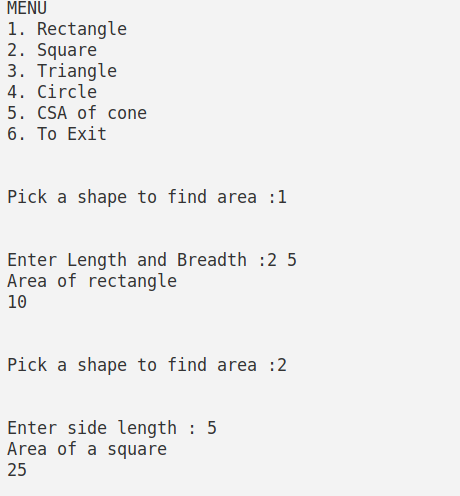 MENU
1. Rectangle
2. Square
3. Triangle
4. Circle
5. CSA of cone
6. To Exit
Pick a shape to find area :1
Enter Length and Breadth :2 5
Area of rectangle
10
Pick a shape to find area :2
Enter side length : 5
Area of a square
25